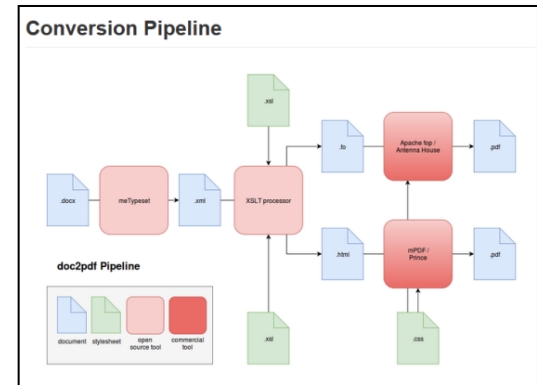 Conversion Pipeline
.xsl
.fo
Apache fop /
Antenna House
.pdf
.docx
meTypeset
.xml
XSLT processor
.html
mPDF /
Prince
.pdf
doc2pdf Pipeline
document
stylesheet
open
source tool
commercial
tool
.xsl
.css